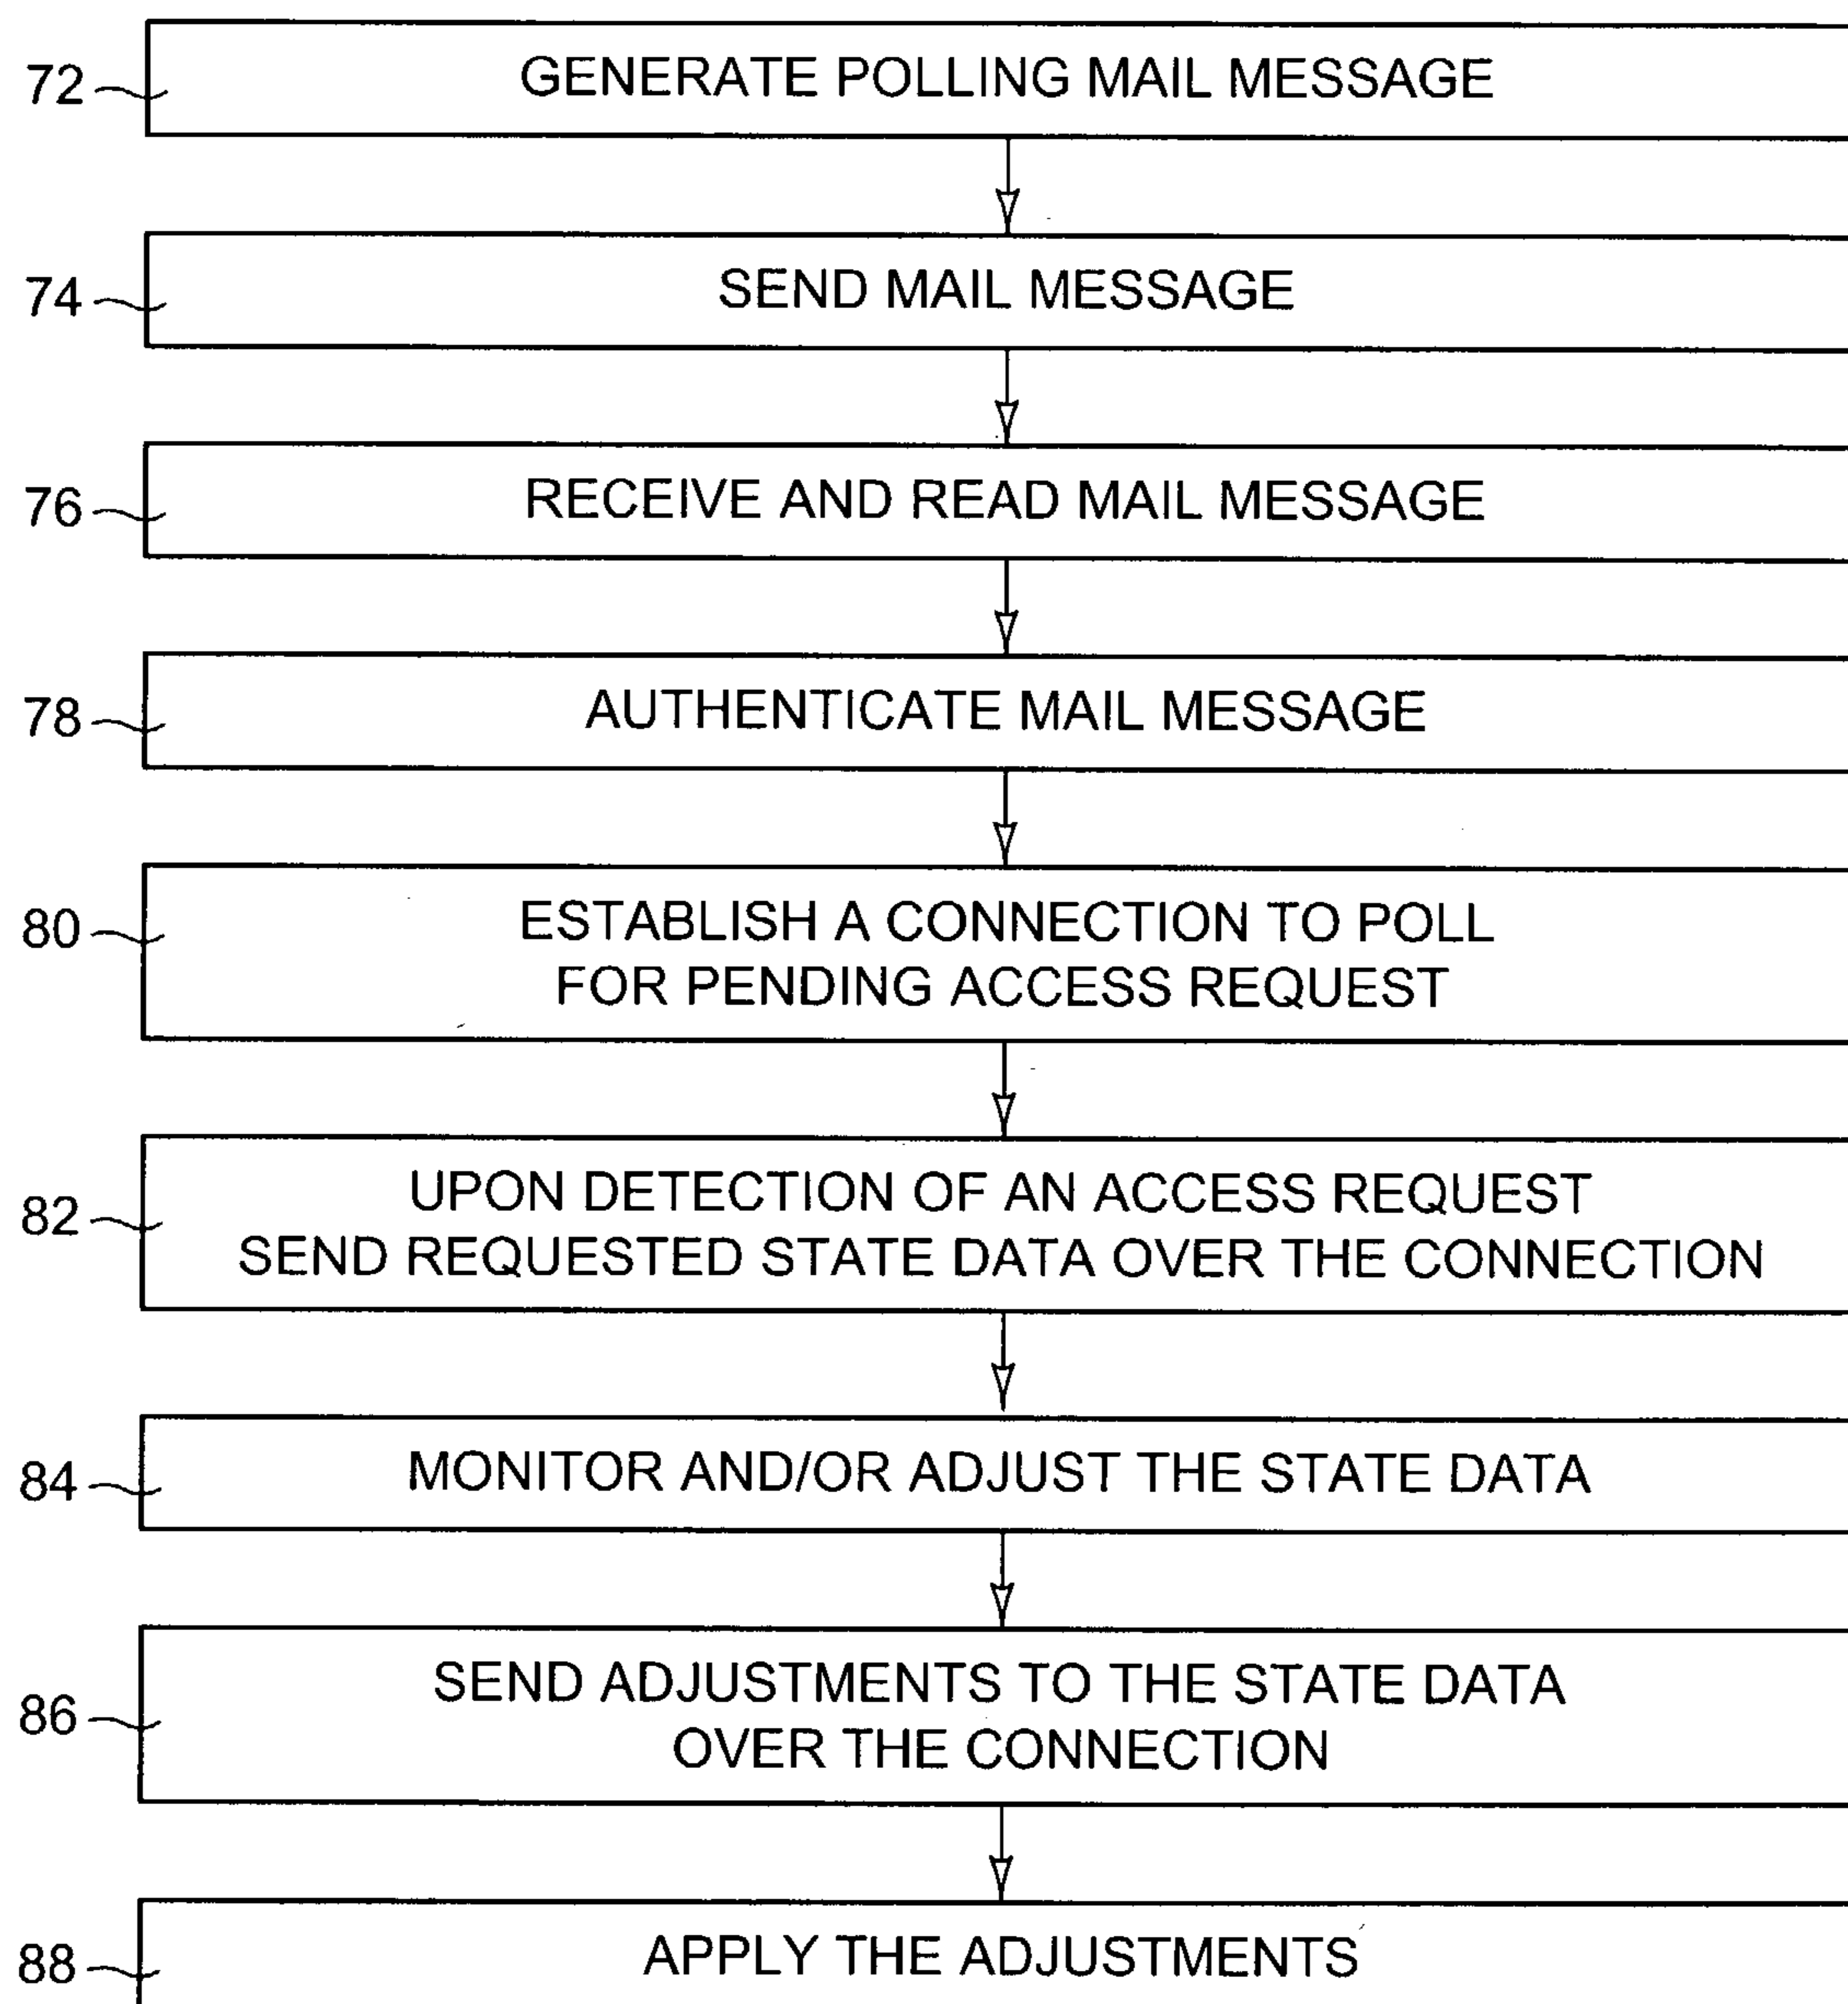 72 GENERATE POLLING MAIL MESSAGE
74 SEND MAIL MESSAGE
76 RECEIVE AND READ MAIL MESSAGE
78 AUTHENTICATE MAIL MESSAGE
80 ESTABLISH A CONNECTION TO POLL
FOR PENDING ACCESS REQUEST
82 UPON DETECTION OF AN ACCESS REQUEST
SEND REQUESTED STATE DATA OVER THE CONNECTION
84 MONITOR AND/OR ADJUST THE STATE DATA
86 SEND ADJUSTMENTS TO THE STATE DATA
OVER THE CONNECTION
88 APPLY THE ADJUSTMENTS